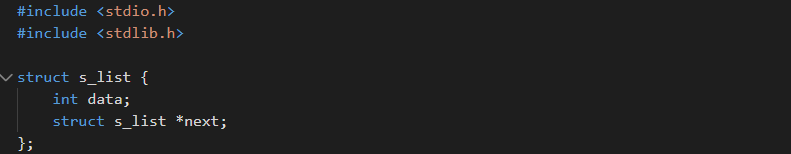 #include <stdio.h>
#include <stdlib.h>

struct s_list {
    int data;
    struct s_list *next;
};